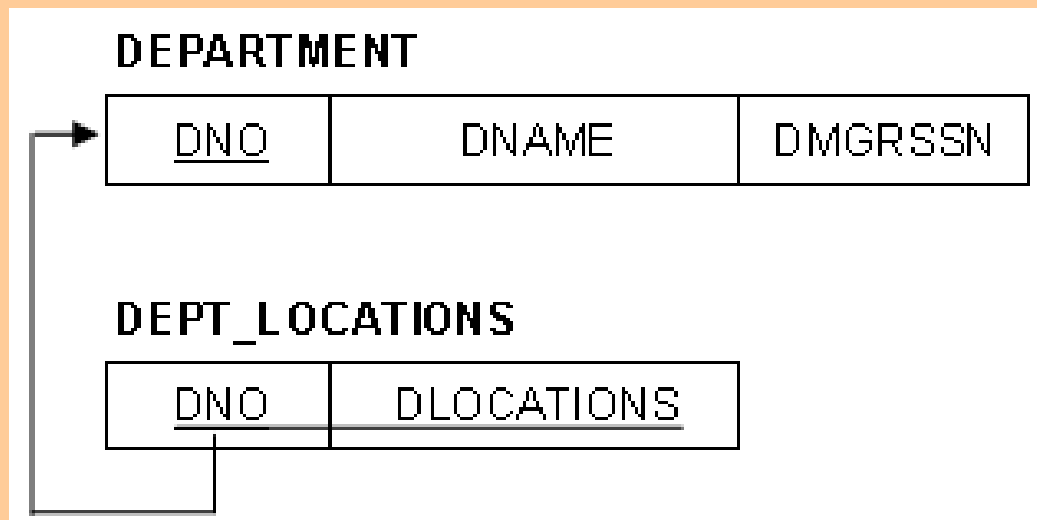 DEPARTMENT
DNO DNAME DMGRSSN
DEPT_LOCATIONS
DNO DLOCATIONS